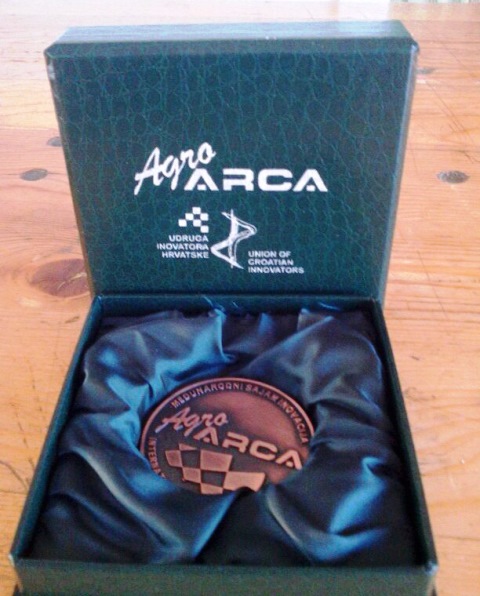 Agro
ARCA
UDRUGA
INOVATORA
HRVATSKE
UNION OF
CROATIAN
INNOVATORS
MEĐUNARODNI SAJAM INOVACIJA
Agro
ARCA